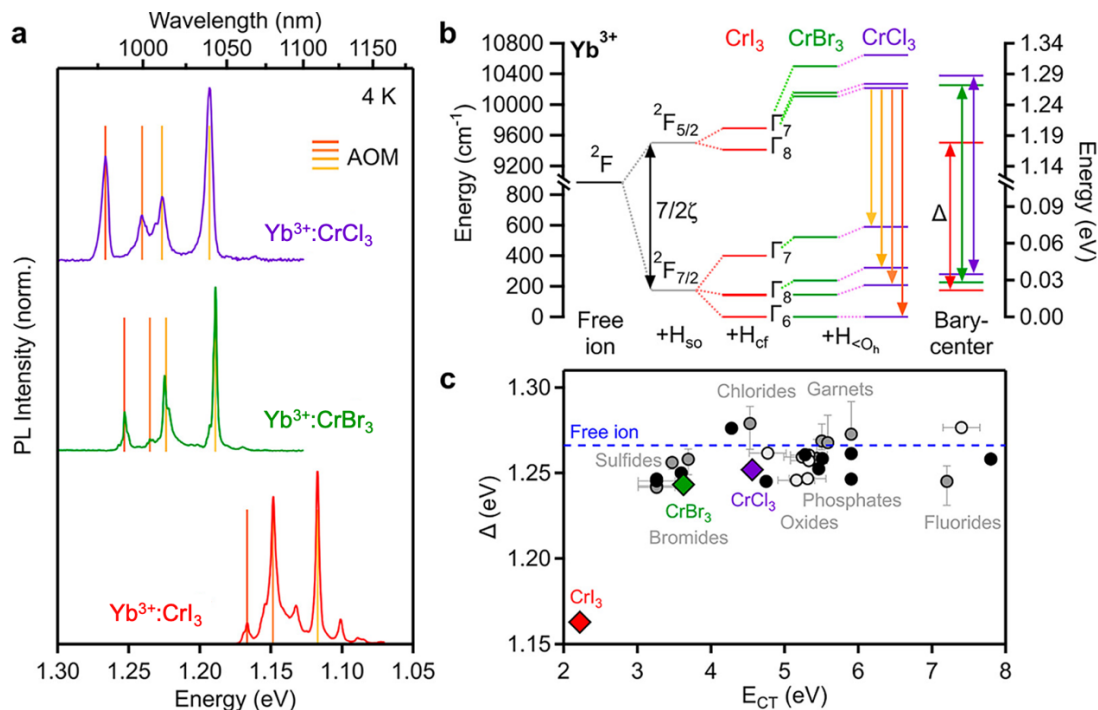 a
Wavelength (nm)
1000 1050 1100 1150
4 K
AOM
Yb³⁺:CrCl₃
Yb³⁺:CrBr₃
Yb³⁺:CrI₃
PL Intensity (norm.)
1.30 1.25 1.20 1.15 1.10 1.05
Energy (eV)
b
Yb³⁺ CrI₃ CrBr₃ CrCl₃
Energy (cm⁻¹)
10800
10400
10000
9600
9200
800
600
400
200
0
²F
²F₅/₂
7/2ζ
²F₇/₂
Γ₇
Γ₈
Γ₇
Γ₈
Γ₆
Δ
1.34
1.29
1.24
1.19
1.14
0.09
0.06
0.03
0.00
Energy (eV)
Free
ion
+H_so
+H_cf
+H_<O_h
Bary-
center
c
Δ (eV)
1.30
1.25
1.20
1.15
Chlorides
Garnets
Free ion
Sulfides
CrBr₃
CrCl₃
Phosphates
Bromides
Oxides
Fluorides
CrI₃
2 3 4 5 6 7 8
E_CT (eV)